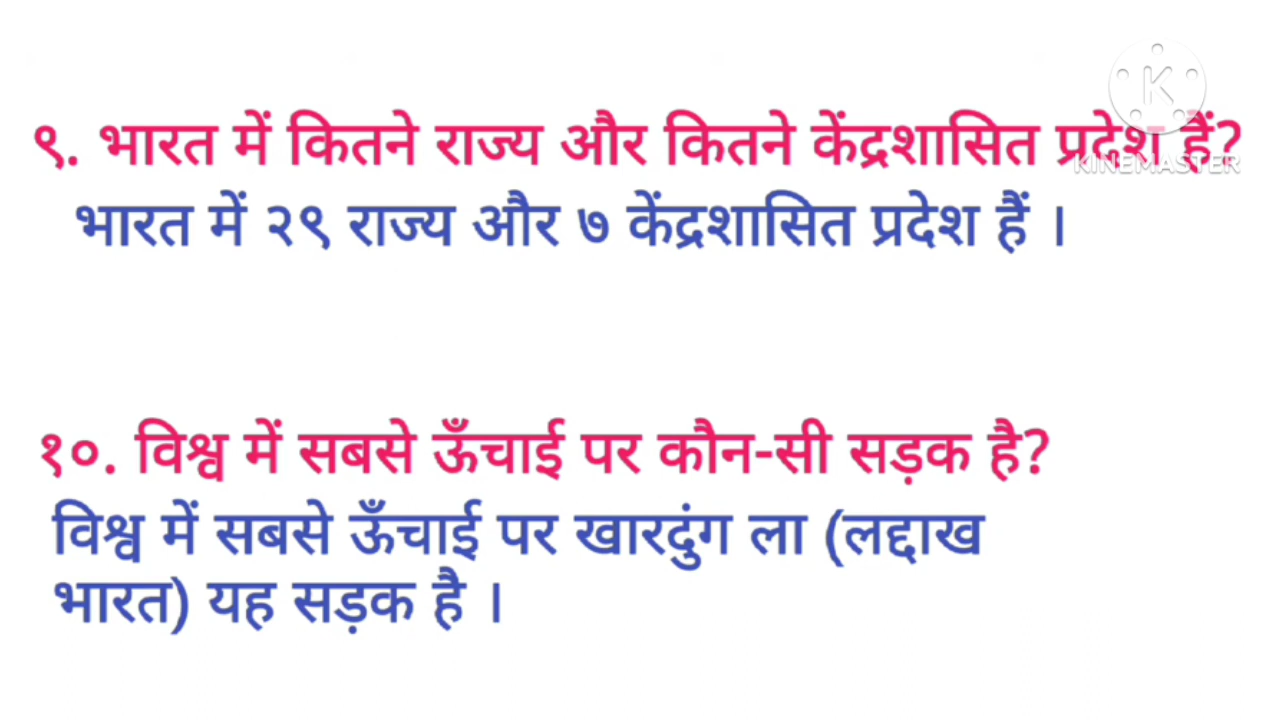 ९. भारत में कितने राज्य और कितने केंद्रशासित प्रदेश हैं?
KINEMASTER
भारत में २९ राज्य और ७ केंद्रशासित प्रदेश हैं ।
१०. विश्व में सबसे ऊँचाई पर कौन-सी सड़क है?
विश्व में सबसे ऊँचाई पर खारदुंग ला (लद्दाख
भारत) यह सड़क है ।